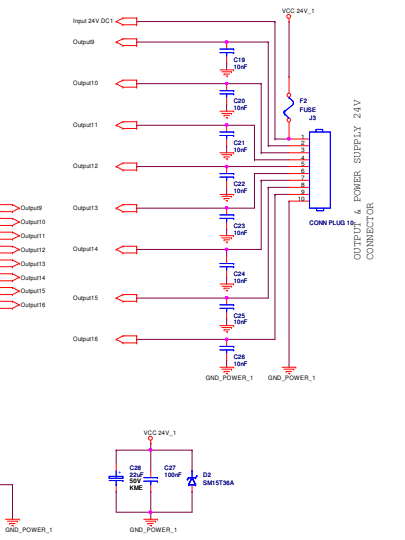 VCC 24V_1
Input 24V DC1
Output9
C19
10nF
Output10
C20
10nF
F2
FUSE
J3
Output11
C21
10nF
1
2
3
4
5
6
7
8
9
10
Output12
C22
10nF
Output13
C23
10nF
CONN PLUG 10
OUTPUT & POWER SUPPLY 24V
CONNECTOR
Output14
C24
10nF
Output15
C25
10nF
Output16
C26
10nF
GND_POWER_1
GND_POWER_1
Output9
Output10
Output11
Output12
Output13
Output14
Output15
Output16
VCC 24V_1
C28
22uF
50V
KME
C27
100nF
D2
SM15T36A
GND_POWER_1
GND_POWER_1